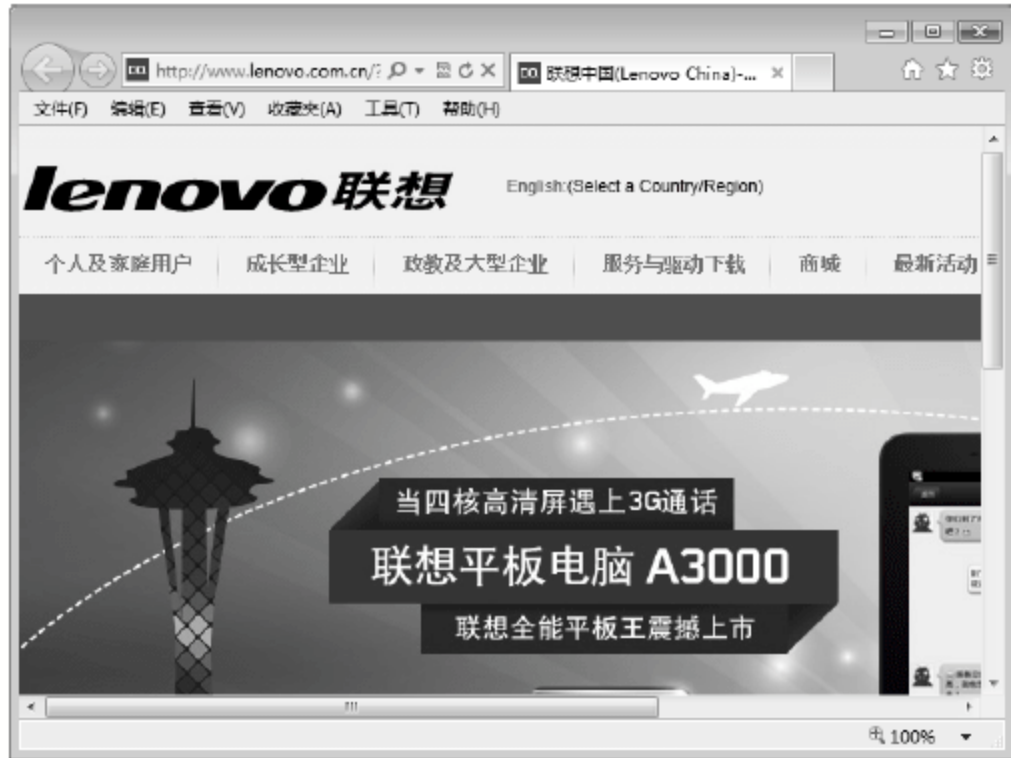 http://www.lenovo.com.cn/? 联想中国(Lenovo China)-...
文件(F) 编辑(E) 查看(V) 收藏夹(A) 工具(T) 帮助(H)
lenovo联想 English:(Select a Country/Region)
个人及家庭用户 成长型企业 政教及大型企业 服务与驱动下载 商城 最新活动
当四核高清屏遇上3G通话
联想平板电脑 A3000
联想全能平板王震撼上市
100%